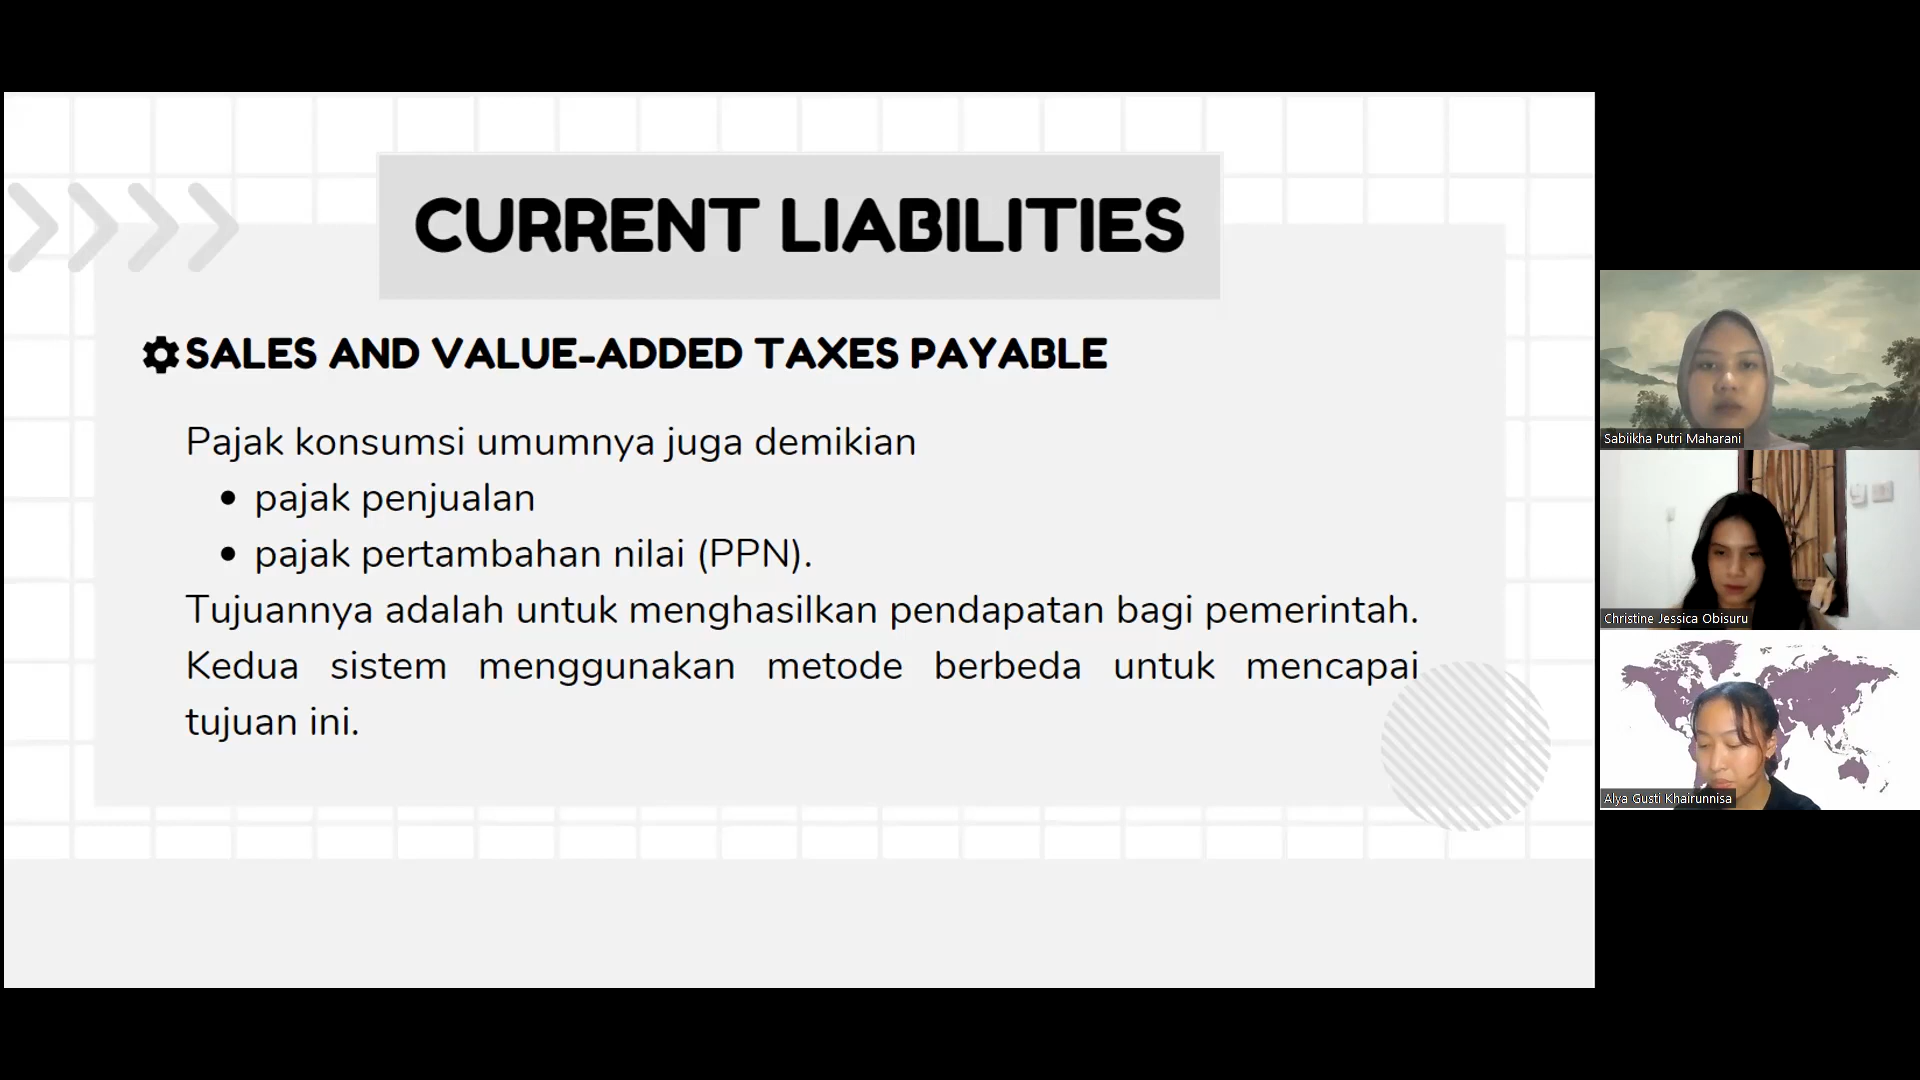 CURRENT LIABILITIES
SALES AND VALUE-ADDED TAXES PAYABLE
Pajak konsumsi umumnya juga demikian
• pajak penjualan
• pajak pertambahan nilai (PPN).
Tujuannya adalah untuk menghasilkan pendapatan bagi pemerintah.
Kedua sistem menggunakan metode berbeda untuk mencapai
tujuan ini.
Sabiikha Putri Maharani
Christine Jessica Obisuru
Alya Gusti Khairunnisa